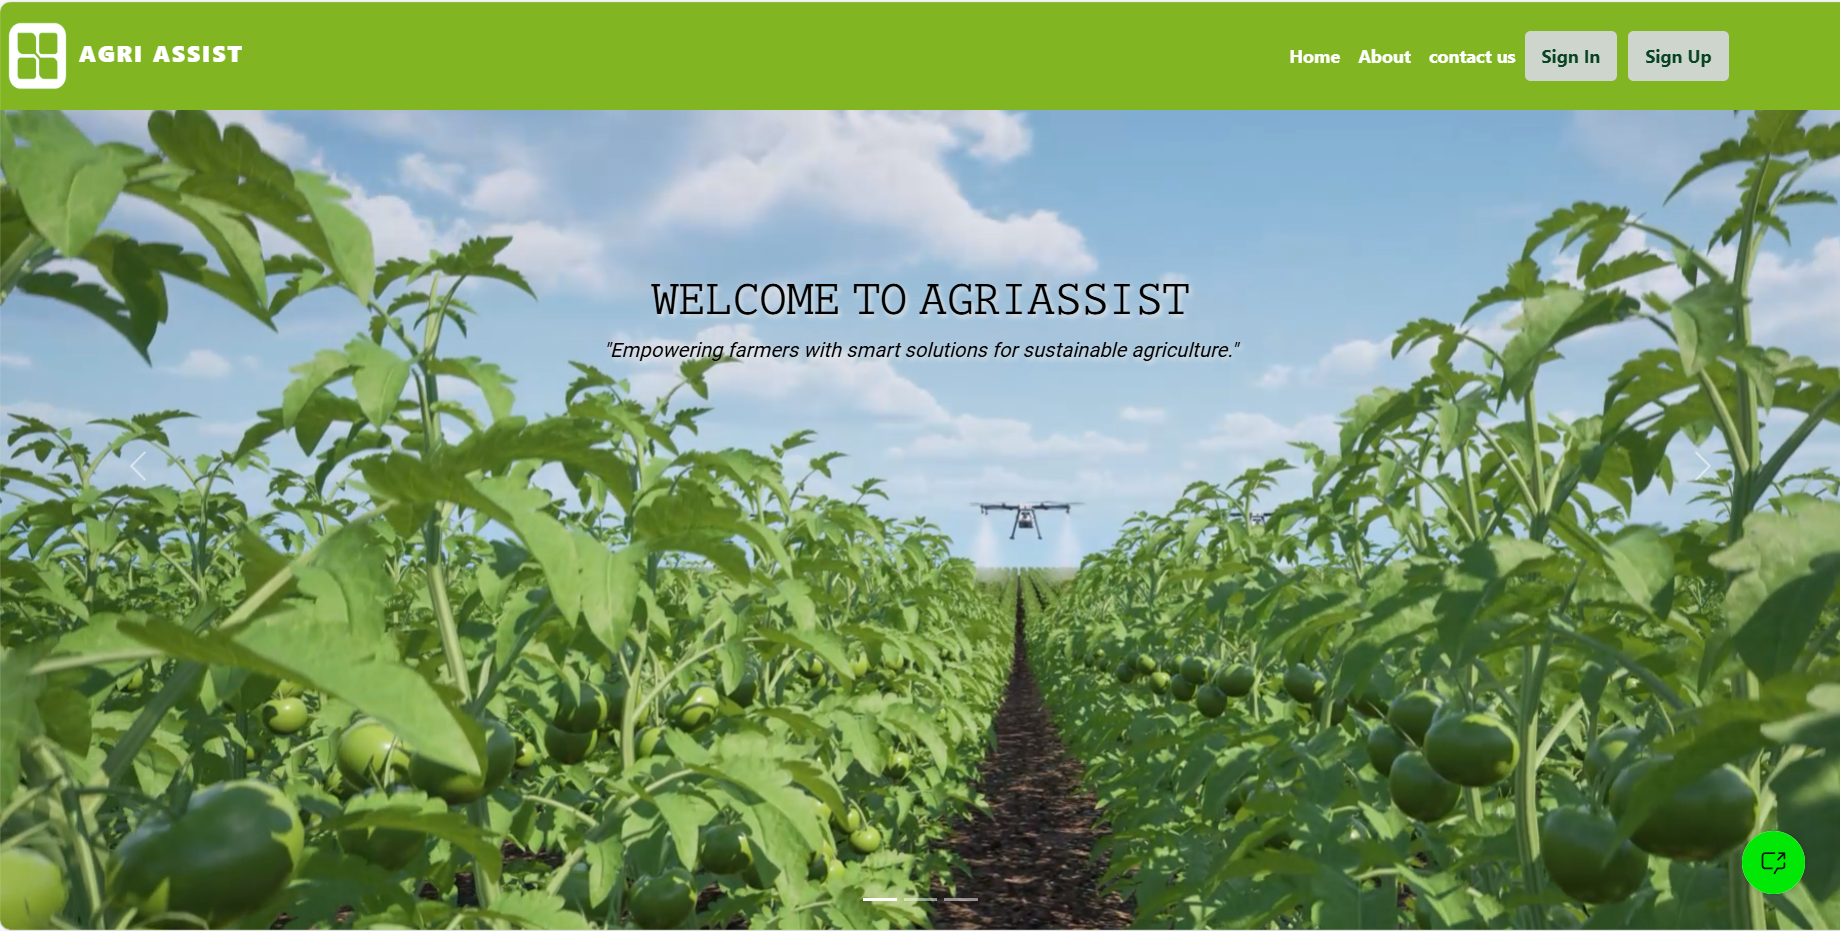 AGRI ASSIST
Home About contact us Sign In Sign Up
WELCOME TO AGRIASSIST
"Empowering farmers with smart solutions for sustainable agriculture."